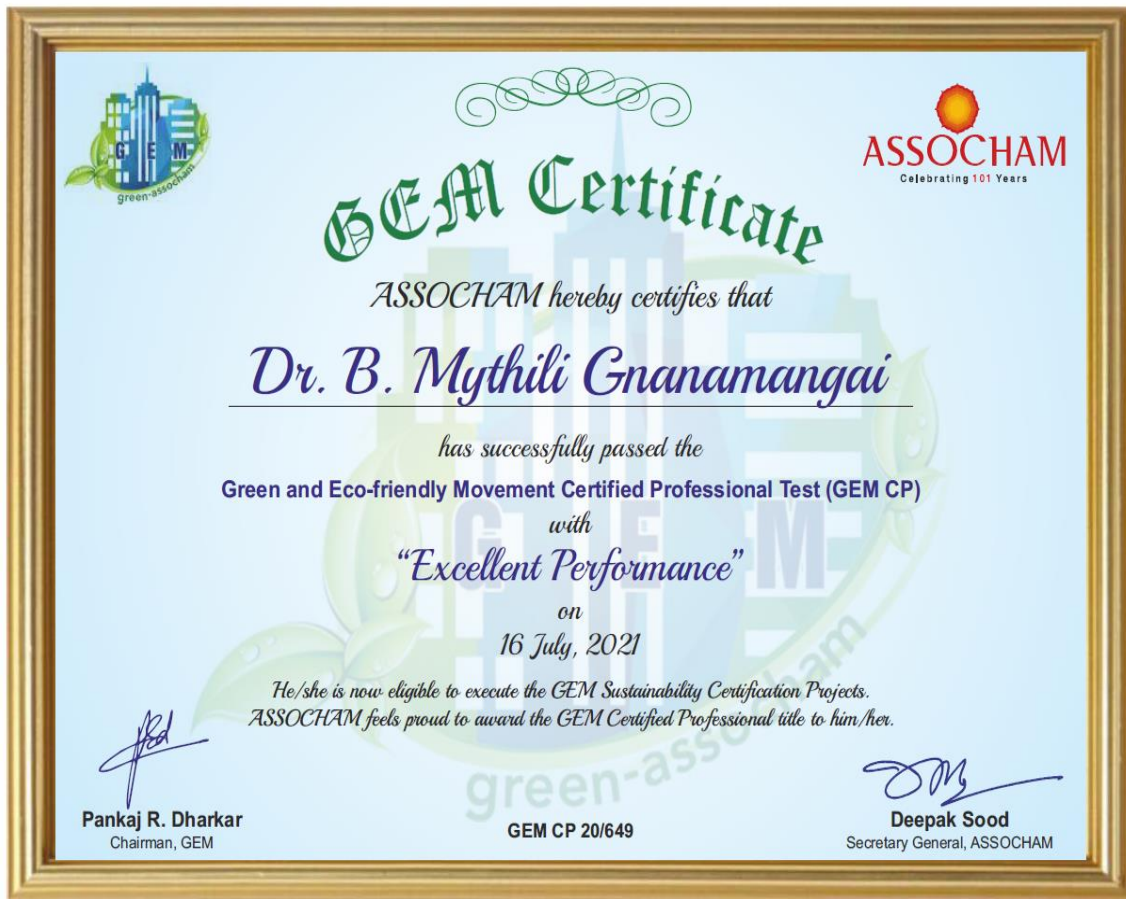 G E M
green-assocham
ASSOCHAM
Celebrating 101 Years
GEM Certificate
ASSOCHAM hereby certifies that
Dr. B. Mythili Gnanamangai
has successfully passed the
Green and Eco-friendly Movement Certified Professional Test (GEM CP)
with
"Excellent Performance"
on
16 July, 2021
He/she is now eligible to execute the GEM Sustainability Certification Projects.
ASSOCHAM feels proud to award the GEM Certified Professional title to him/her.
G E M
green-assocham
Pankaj R. Dharkar
Chairman, GEM
GEM CP 20/649
Deepak Sood
Secretary General, ASSOCHAM